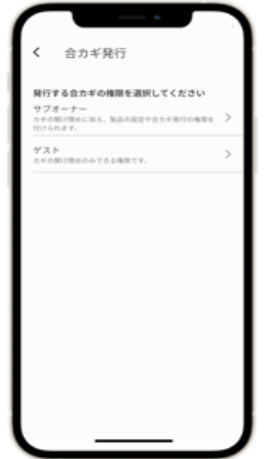 合カギ発行
発行する合カギの権限を選択してください
サブオーナー
カギの開け閉めに加え、製品の設定や合カギ発行の権限を
付けられます。
ゲスト
カギの開け閉めのみできる権限です。